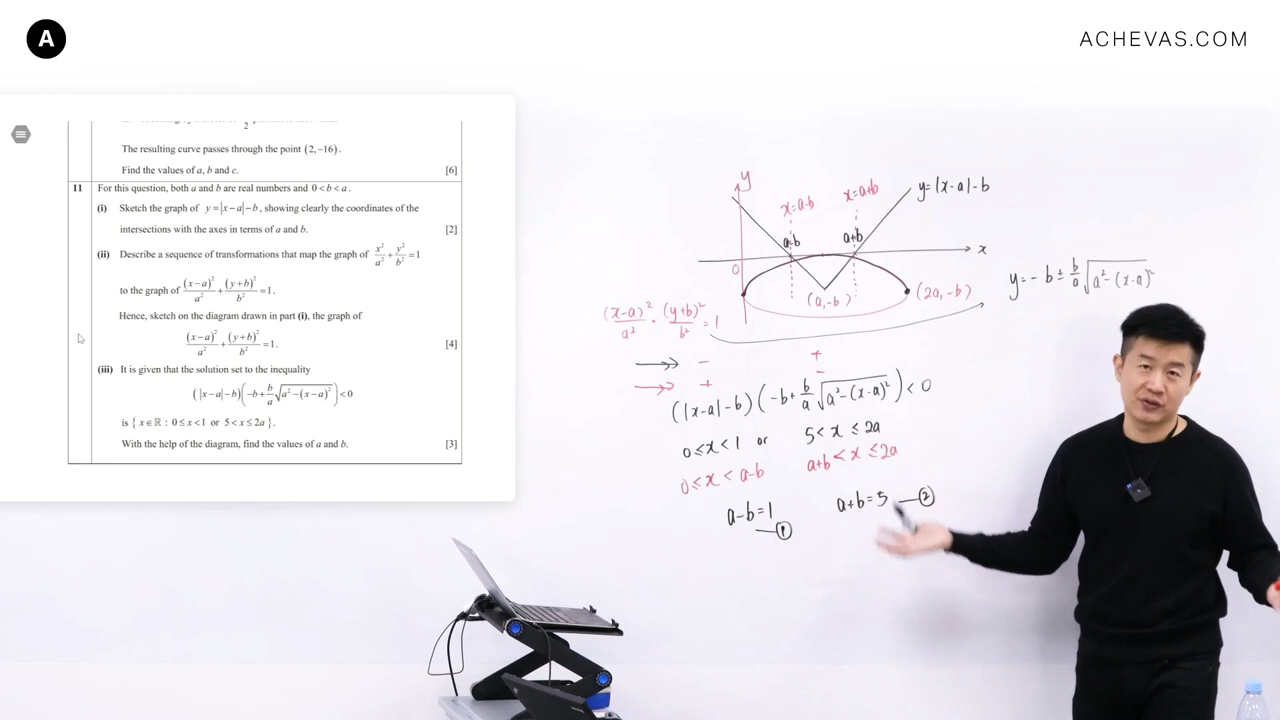 A
ACHEVAS.COM
2
The resulting curve passes through the point (2, −16).
Find the values of a, b and c. [6]
11 For this question, both a and b are real numbers and 0 < b < a.
(i) Sketch the graph of y = |x − a| − b, showing clearly the coordinates of the
intersections with the axes in terms of a and b. [2]
(ii) Describe a sequence of transformations that map the graph of x²/a² + y²/b² = 1
to the graph of (x − a)²/a² + (y + b)²/b² = 1.
Hence, sketch on the diagram drawn in part (i), the graph of
(x − a)²/a² + (y + b)²/b² = 1. [4]
(iii) It is given that the solution set to the inequality
(|x − a| − b)(−b + b/a √(a² − (x − a)²)) < 0
is {x ∈ ℝ : 0 ≤ x < 1 or 5 < x ≤ 2a}.
With the help of the diagram, find the values of a and b. [3]
y
x = a-b
x = a+b
y = |x-a| - b
a-b
a+b
x
0
(a, -b)
(2a, -b)
y = -b ± b/a √(a² - (x-a)²)
(x-a)²/a² + (y+b)²/b² = 1
- +
+ -
(|x-a| - b)(-b + b/a √(a² - (x-a)²)) < 0
0 ≤ x < 1 or 5 < x ≤ 2a
0 ≤ x < a-b a+b < x ≤ 2a
a-b = 1 — ①
a+b = 5 — ②